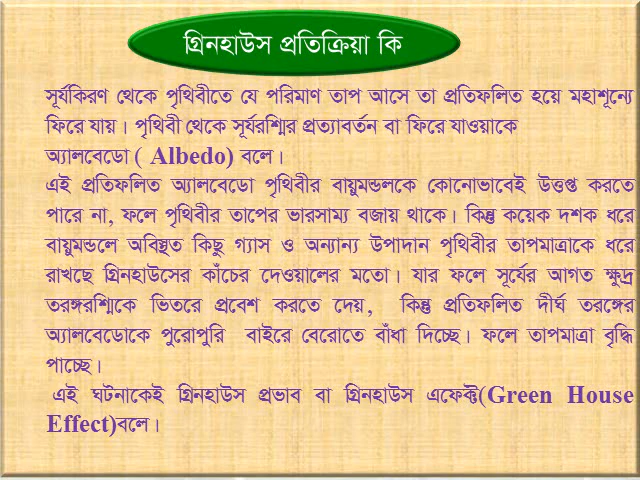 গ্রিনহাউস প্রতিক্রিয়া কি
সূর্যকিরণ থেকে পৃথিবীতে যে পরিমাণ তাপ আসে তা প্রতিফলিত হয়ে মহাশূন্যে
ফিরে যায়। পৃথিবী থেকে সূর্যরশ্মির প্রত্যাবর্তন বা ফিরে যাওয়াকে
অ্যালবেডো ( Albedo) বলে।
এই প্রতিফলিত অ্যালবেডো পৃথিবীর বায়ুমন্ডলকে কোনোভাবেই উত্তপ্ত করতে
পারে না, ফলে পৃথিবীর তাপের ভারসাম্য বজায় থাকে। কিন্তু কয়েক দশক ধরে
বায়ুমন্ডলে অবিস্থত কিছু গ্যাস ও অন্যান্য উপাদান পৃথিবীর তাপমাত্রাকে ধরে
রাখছে গ্রিনহাউসের কাঁচের দেওয়ালের মতো। যার ফলে সূর্যের আগত ক্ষুদ্র
তরঙ্গরশ্মিকে ভিতরে প্রবেশ করতে দেয়, কিন্তু প্রতিফলিত দীর্ঘ তরঙ্গের
অ্যালবেডোকে পুরোপুরি বাইরে বেরোতে বাঁধা দিচ্ছে। ফলে তাপমাত্রা বৃদ্ধি
পাচ্ছে।
এই ঘটনাকেই গ্রিনহাউস প্রভাব বা গ্রিনহাউস এফেক্ট(Green House
Effect)বলে।